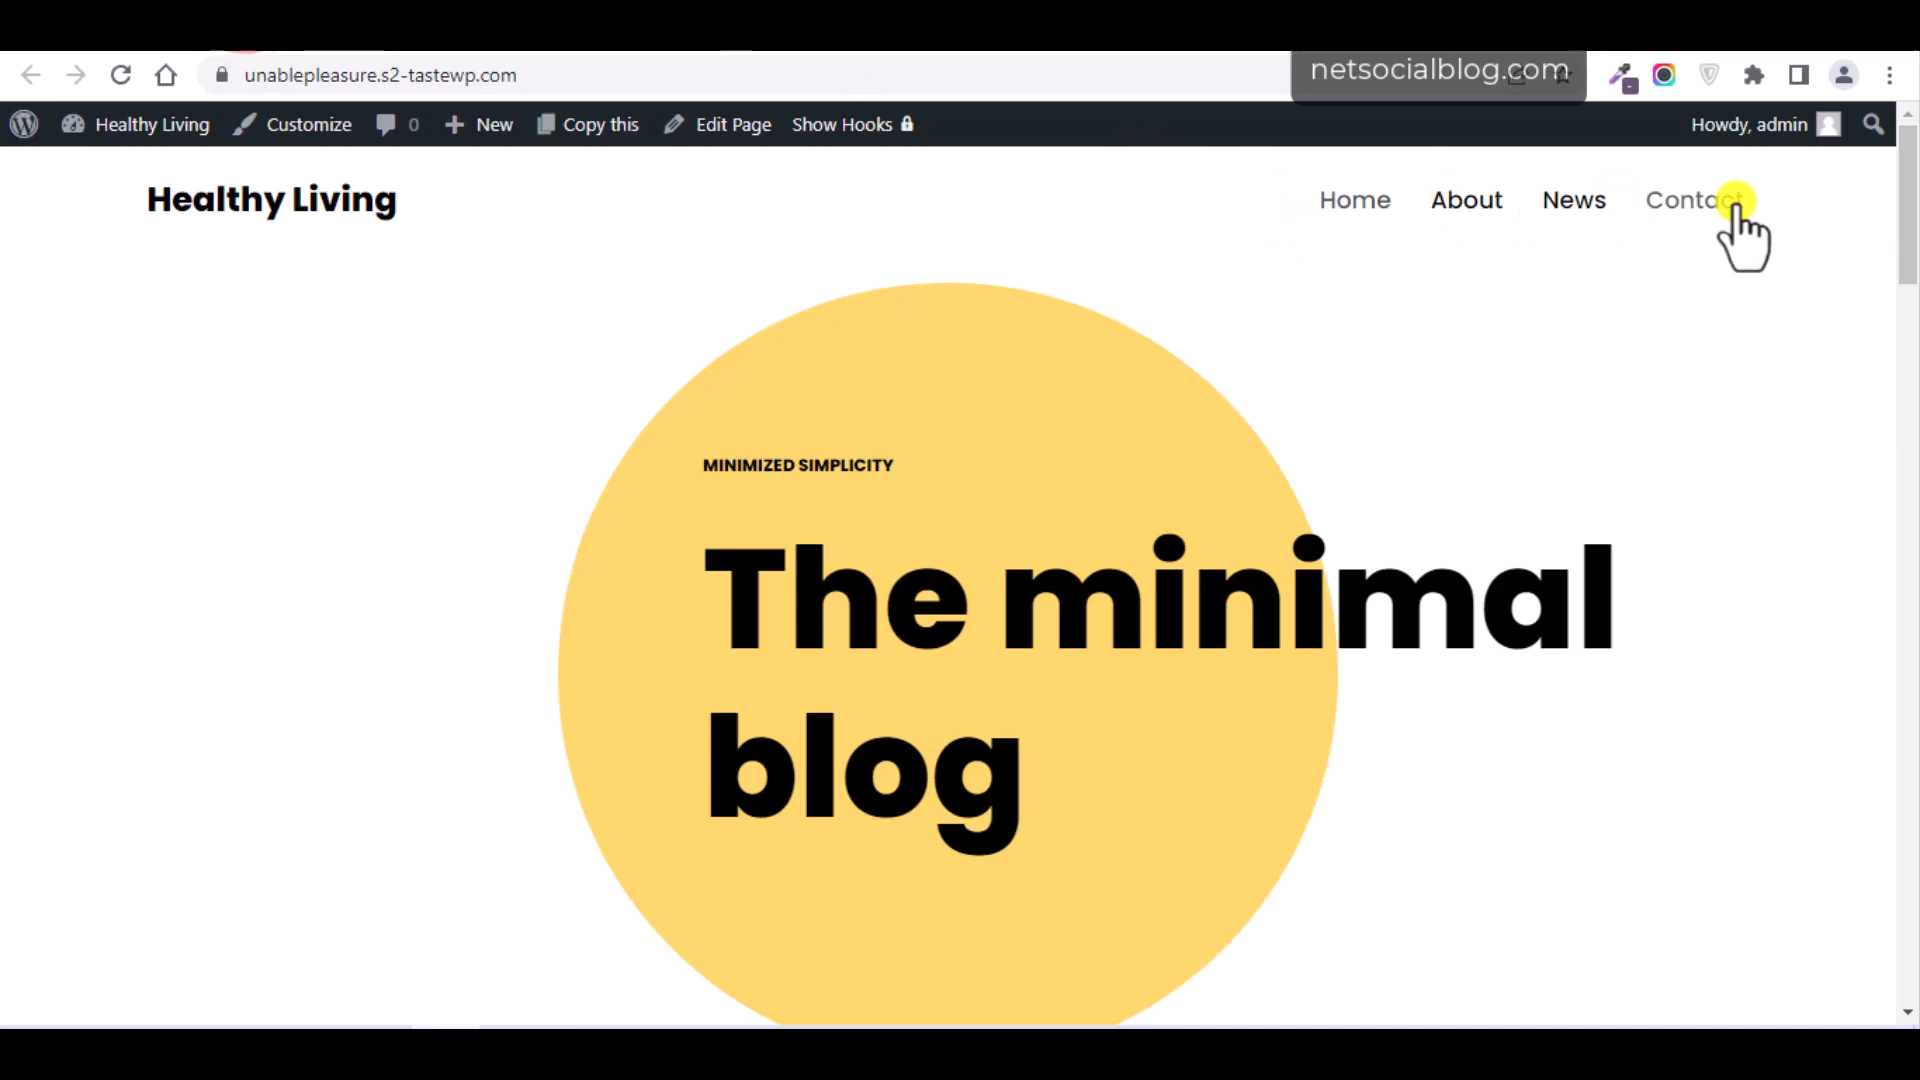 unablepleasure.s2-tastewp.com
netsocialblog.com
Healthy Living
Customize
0
New
Copy this
Edit Page
Show Hooks
Howdy, admin
Healthy Living
Home
About
News
Contact
MINIMIZED SIMPLICITY
The minimal
blog